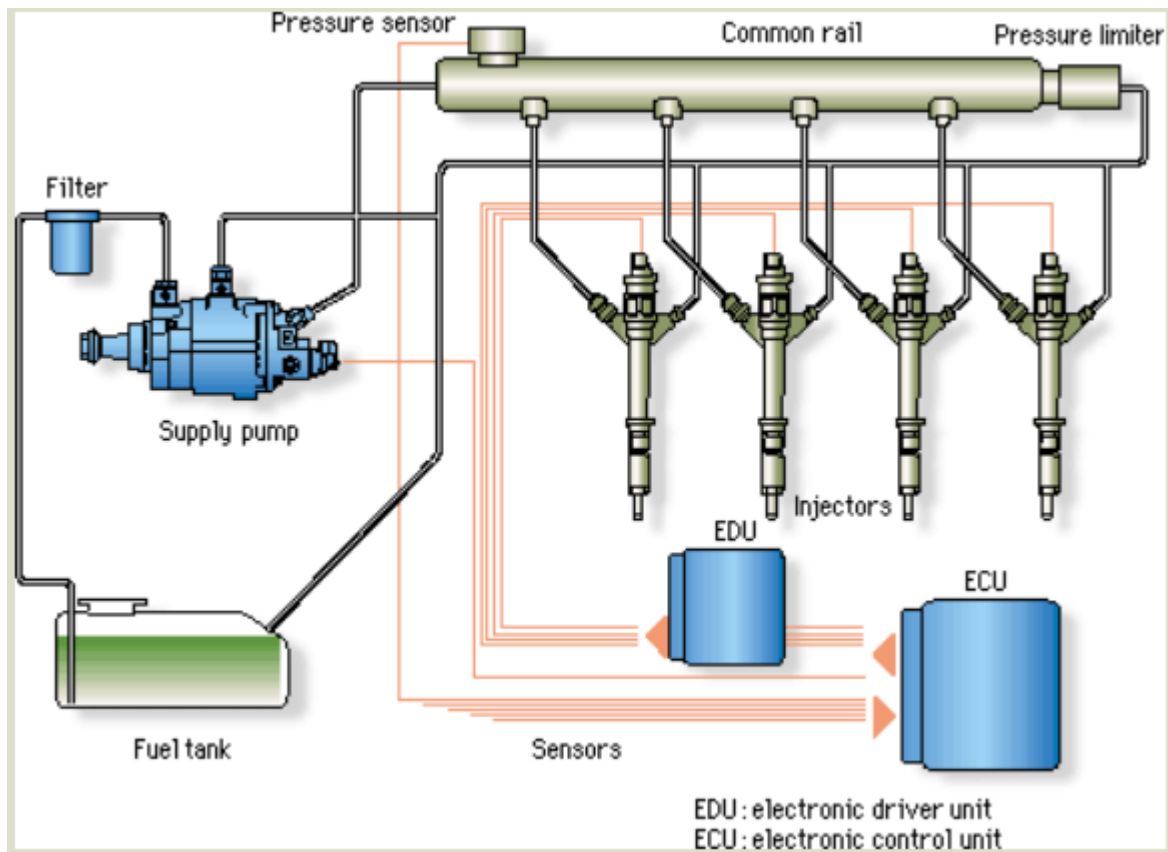 Pressure sensor
Common rail
Pressure limiter
Filter
Supply pump
Injectors
EDU
ECU
Fuel tank
Sensors
EDU : electronic driver unit
ECU : electronic control unit